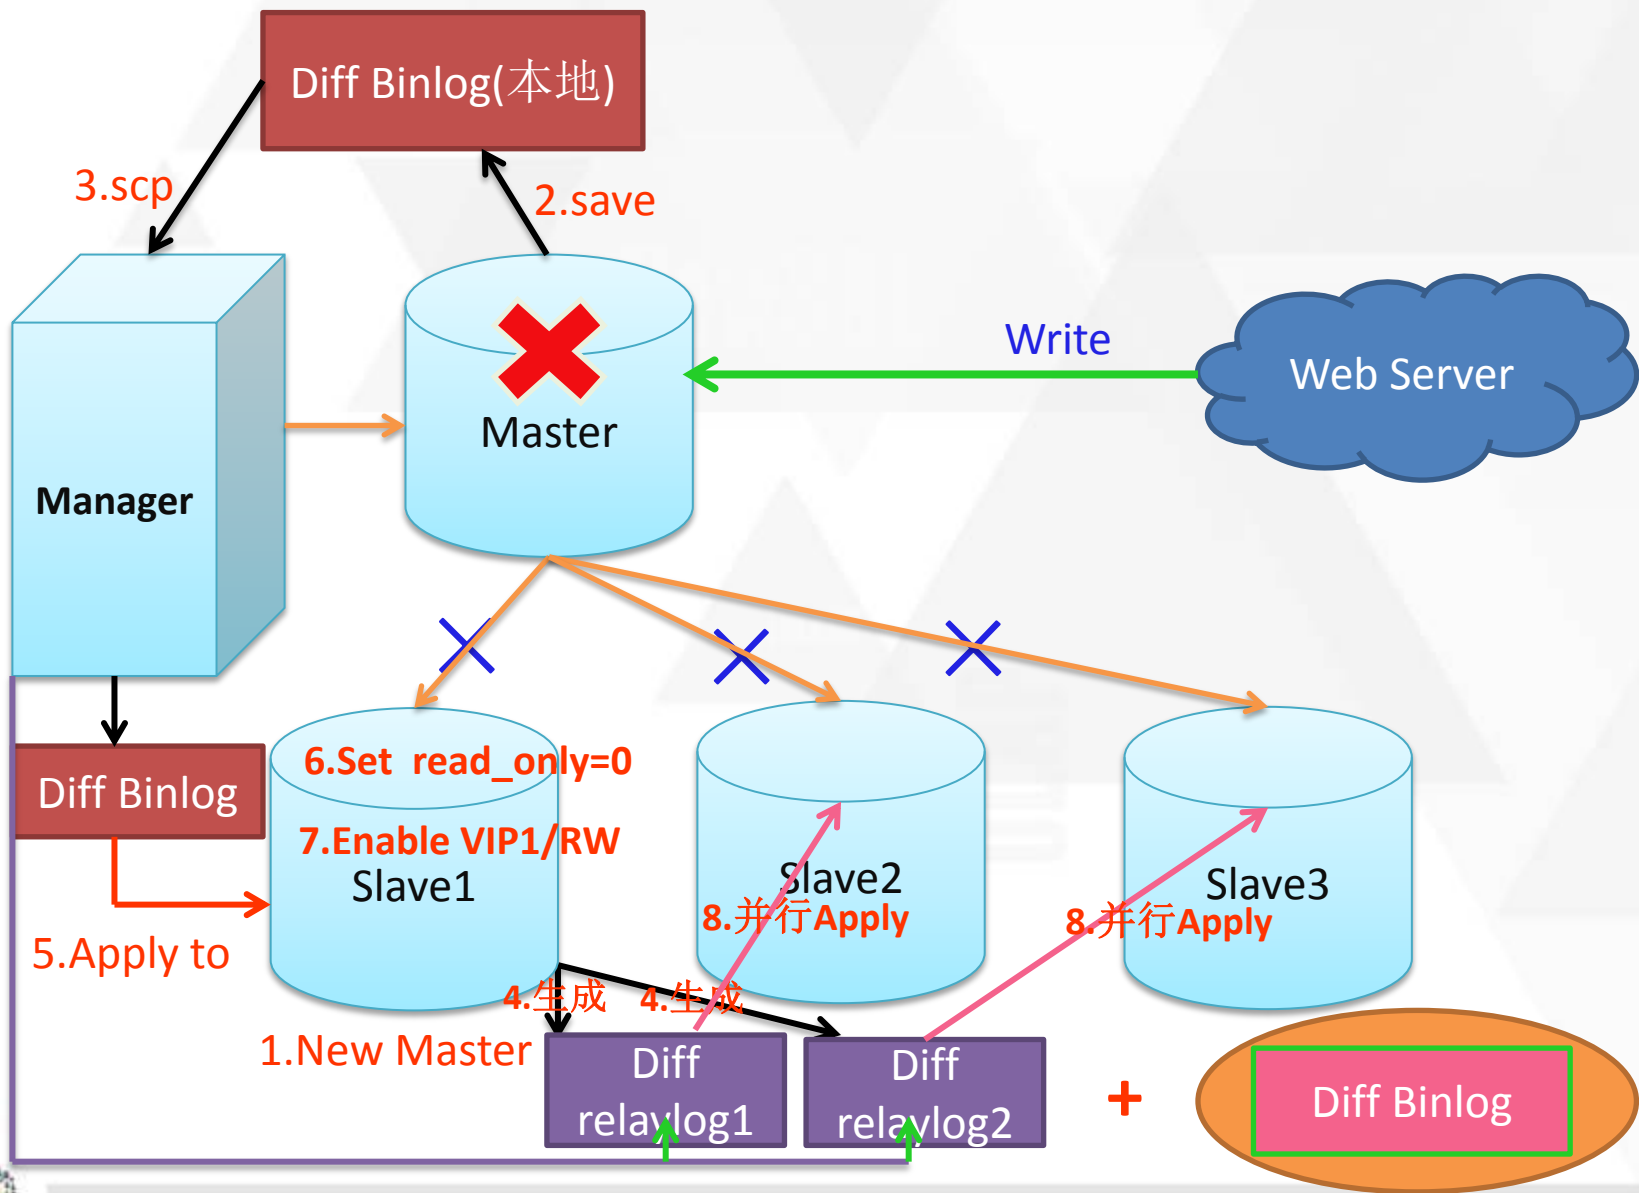 Diff Binlog(本地)
3.scp
2.save
Write
Web Server
Master
Manager
6.Set read_only=0
Diff Binlog
7.Enable VIP1/RW
Slave1
Slave2
Slave3
8.并行Apply
8.并行Apply
5.Apply to
4.生成
4.生成
1.New Master
Diff
relaylog1
Diff
relaylog2
+
Diff Binlog